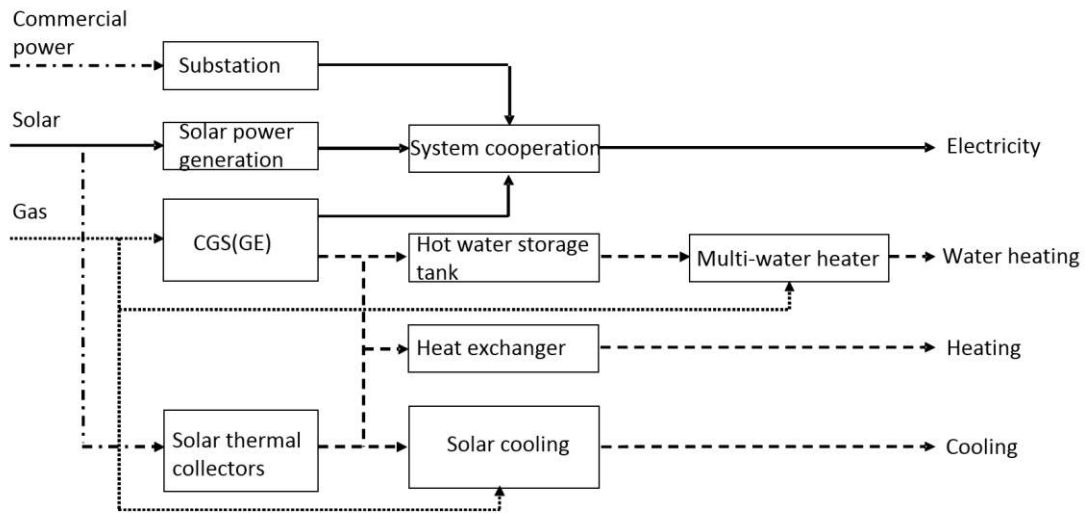 Commercial
power
Substation
Solar
Solar power
generation
System cooperation
Electricity
Gas
CGS(GE)
Hot water storage
tank
Multi-water heater
Water heating
Heat exchanger
Heating
Solar thermal
collectors
Solar cooling
Cooling